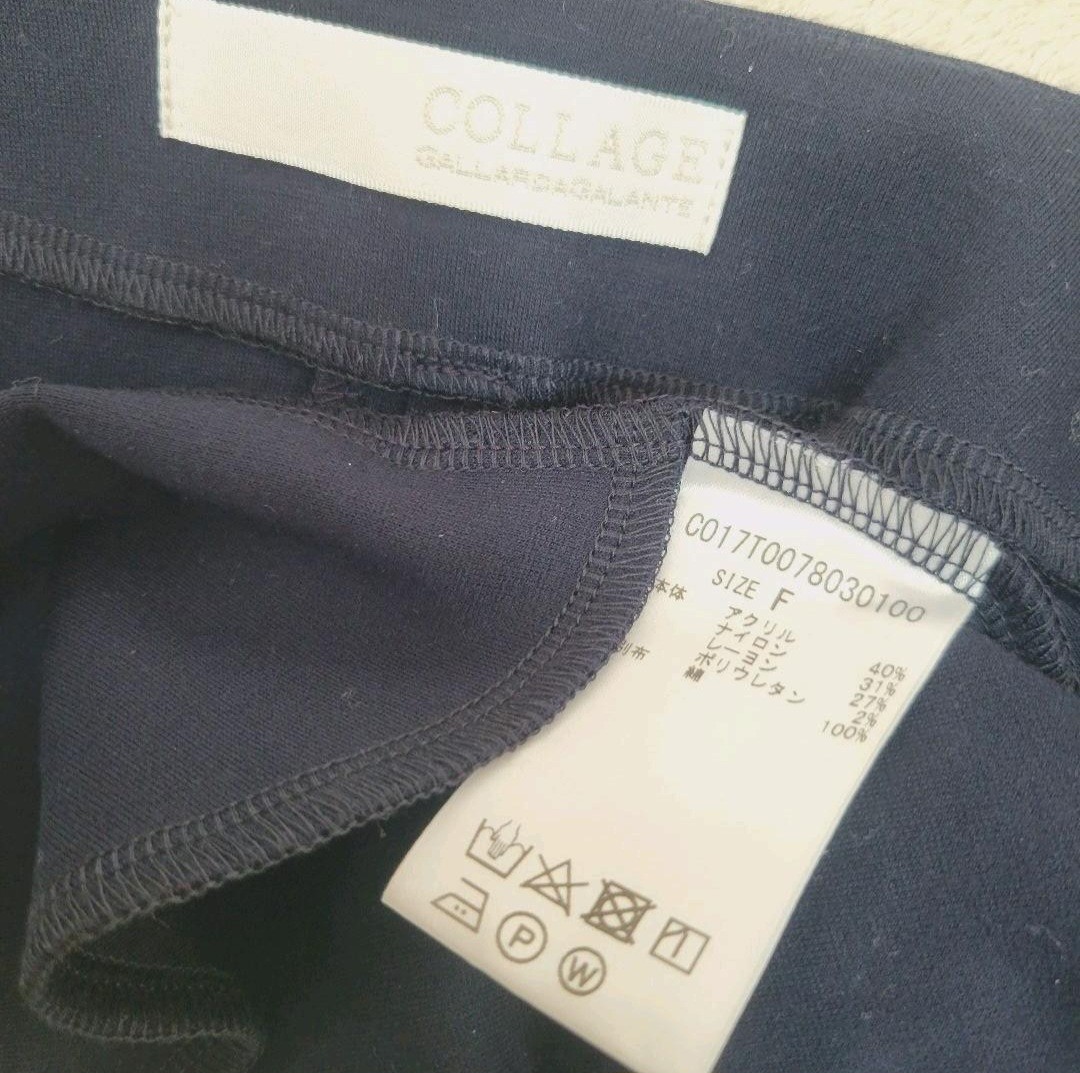 COLLAGE
GALLARDAGALANTE
C017T0078030100
SIZE F
本体 アクリル 40%
ナイロン 31%
レーヨン 27%
ポリウレタン 2%
別布 綿 100%
P
W